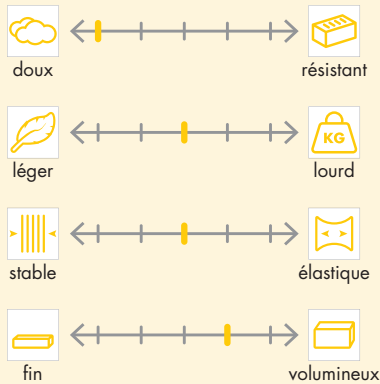 doux
résistant
KG
léger
lourd
stable
élastique
fin
volumineux